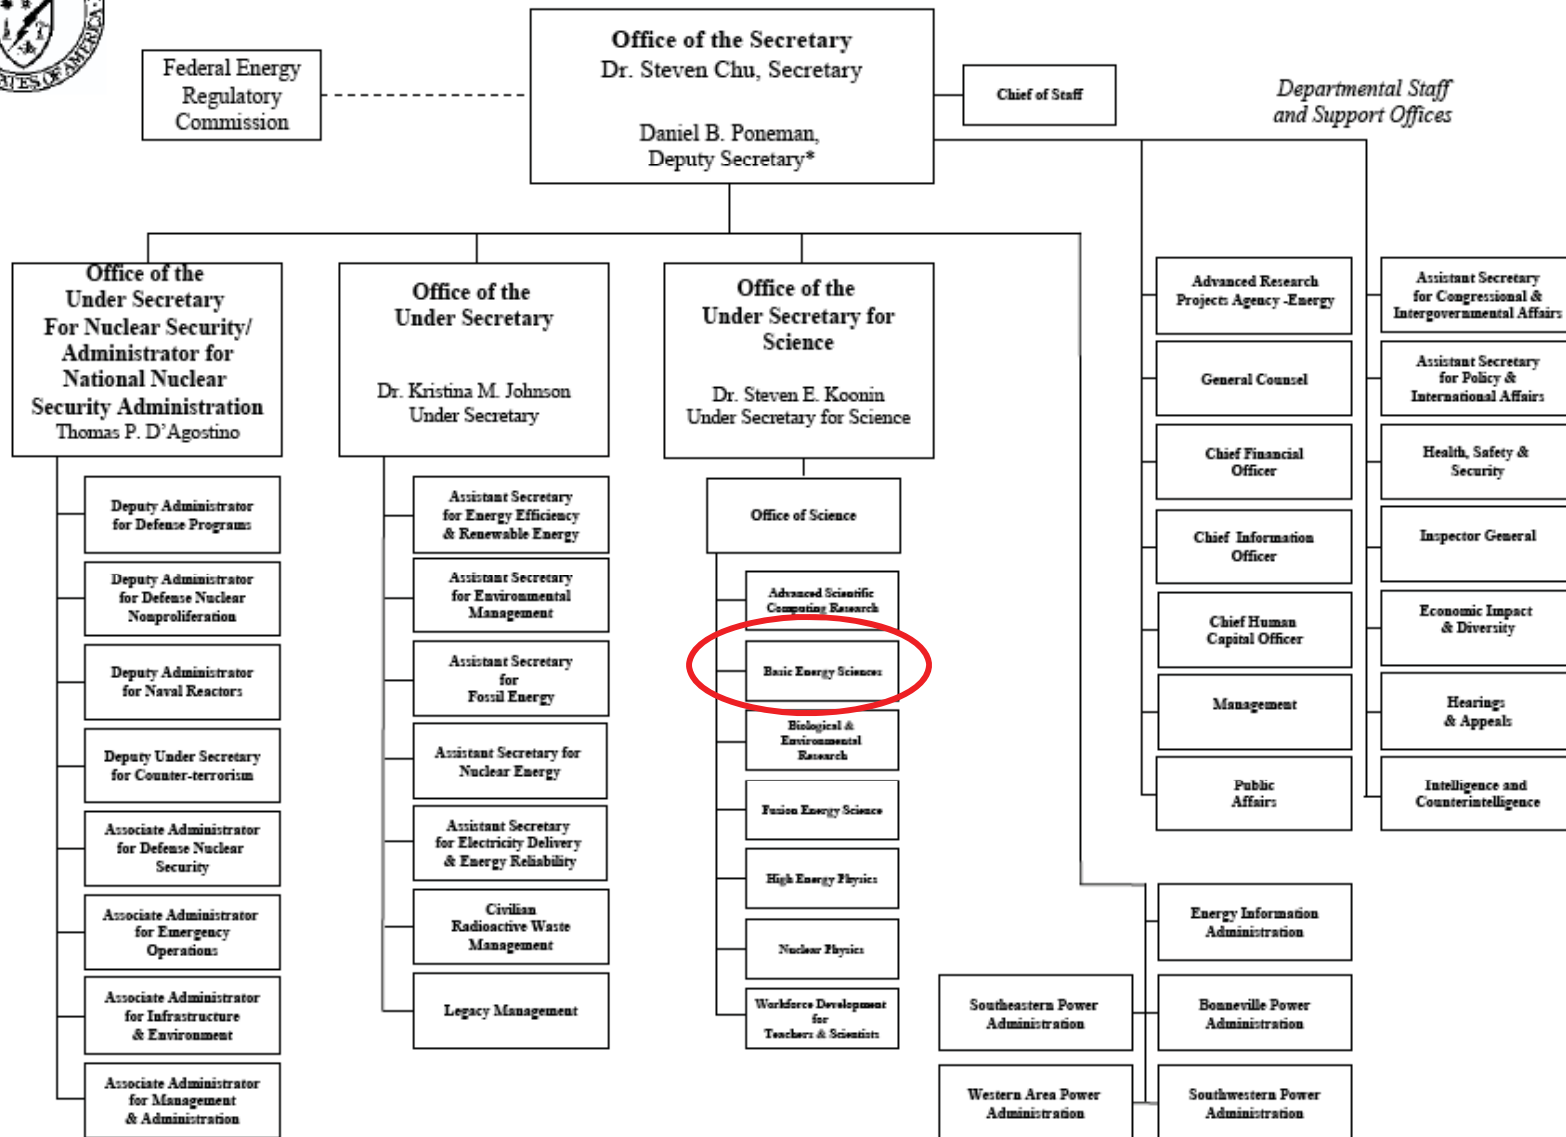 TES OF AMERICA
Federal Energy
Regulatory
Commission
Office of the Secretary
Dr. Steven Chu, Secretary
Daniel B. Poneman,
Deputy Secretary*
Chief of Staff
Departmental Staff
and Support Offices
Office of the
Under Secretary
For Nuclear Security/
Administrator for
National Nuclear
Security Administration
Thomas P. D'Agostino
Deputy Administrator
for Defense Programs
Deputy Administrator
for Defense Nuclear
Nonproliferation
Deputy Administrator
for Naval Reactors
Deputy Under Secretary
for Counter-terrorism
Associate Administrator
for Defense Nuclear
Security
Associate Administrator
for Emergency
Operations
Associate Administrator
for Infrastructure
& Environment
Associate Administrator
for Management
& Administration
Office of the
Under Secretary
Dr. Kristina M. Johnson
Under Secretary
Assistant Secretary
for Energy Efficiency
& Renewable Energy
Assistant Secretary
for Environmental
Management
Assistant Secretary
for
Fossil Energy
Assistant Secretary for
Nuclear Energy
Assistant Secretary
for Electricity Delivery
& Energy Reliability
Civilian
Radioactive Waste
Management
Legacy Management
Office of the
Under Secretary for
Science
Dr. Steven E. Koonin
Under Secretary for Science
Office of Science
Advanced Scientific
Computing Research
Basic Energy Sciences
Biological &
Environmental
Research
Fusion Energy Science
High Energy Physics
Nuclear Physics
Workforce Development
for
Teachers & Scientists
Advanced Research
Projects Agency -Energy
General Counsel
Chief Financial
Officer
Chief Information
Officer
Chief Human
Capital Officer
Management
Public
Affairs
Assistant Secretary
for Congressional &
Intergovernmental Affairs
Assistant Secretary
for Policy &
International Affairs
Health, Safety &
Security
Inspector General
Economic Impact
& Diversity
Hearings
& Appeals
Intelligence and
Counterintelligence
Energy Information
Administration
Southeastern Power
Administration
Bonneville Power
Administration
Western Area Power
Administration
Southwestern Power
Administration